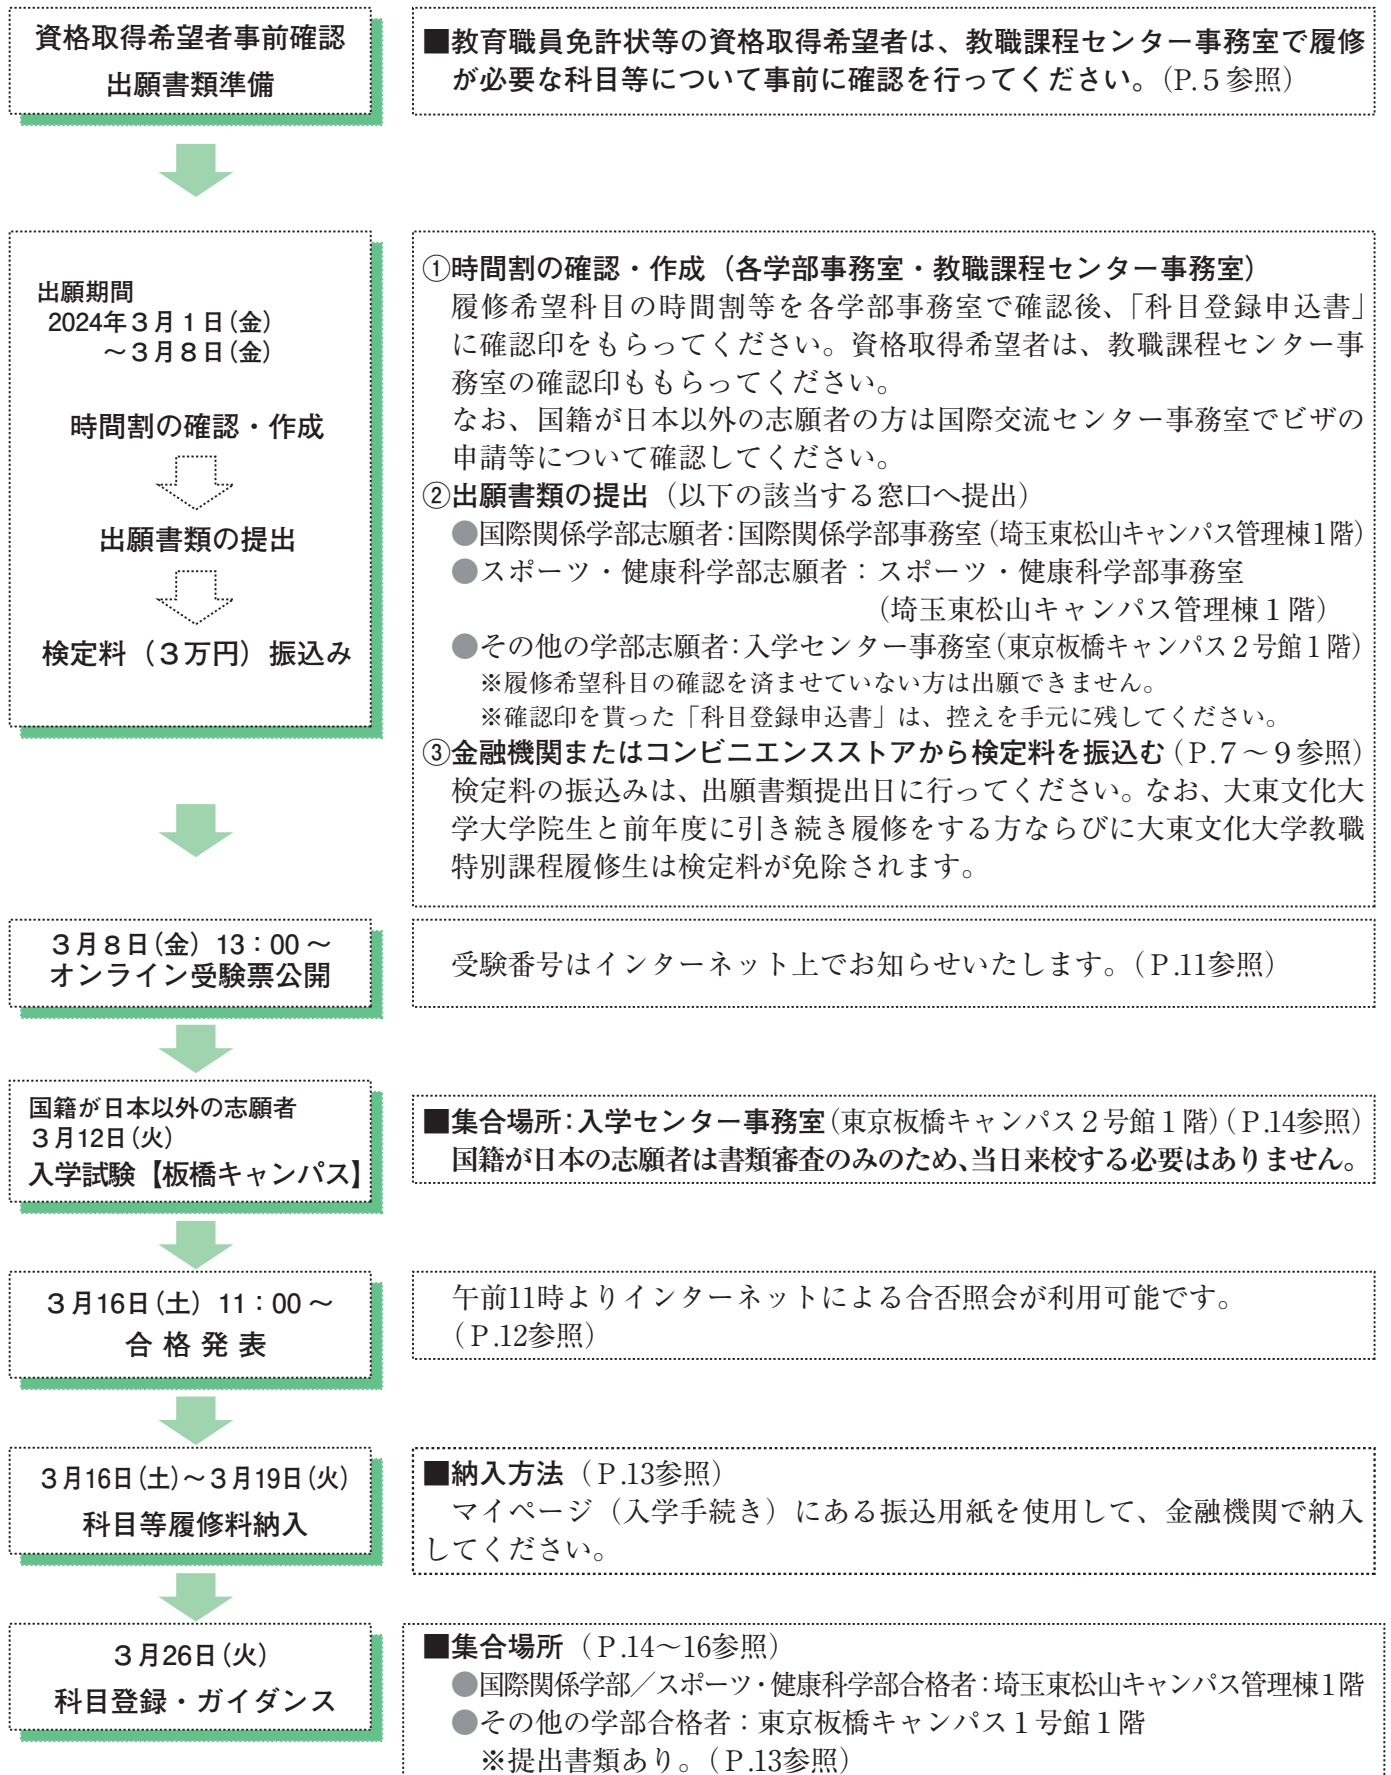 資格取得希望者事前確認
出願書類準備
■教育職員免許状等の資格取得希望者は、教職課程センター事務室で履修
が必要な科目等について事前に確認を行ってください。（P.５参照）
出願期間
2024年３月１日（金）
～３月８日（金）
時間割の確認・作成
出願書類の提出
検定料（３万円）振込み
①時間割の確認・作成（各学部事務室・教職課程センター事務室）
履修希望科目の時間割等を各学部事務室で確認後、「科目登録申込書」
に確認印をもらってください。資格取得希望者は、教職課程センター事
務室の確認印ももらってください。
なお、国籍が日本以外の志願者の方は国際交流センター事務室でビザの
申請等について確認してください。
②出願書類の提出（以下の該当する窓口へ提出）
●国際関係学部志願者：国際関係学部事務室（埼玉東松山キャンパス管理棟１階）
●スポーツ・健康科学部志願者：スポーツ・健康科学部事務室
（埼玉東松山キャンパス管理棟１階）
●その他の学部志願者：入学センター事務室（東京板橋キャンパス２号館１階）
※履修希望科目の確認を済ませていない方は出願できません。
※確認印を貰った「科目登録申込書」は、控えを手元に残してください。
③金融機関またはコンビニエンスストアから検定料を振込む（P.７～９参照）
検定料の振込みは、出願書類提出日に行ってください。なお、大東文化大
学大学院生と前年度に引き続き履修をする方ならびに大東文化大学教職
特別課程履修生は検定料が免除されます。
３月８日（金）13：00～
オンライン受験票公開
受験番号はインターネット上でお知らせいたします。（P.11参照）
国籍が日本以外の志願者
３月12日（火）
入学試験【板橋キャンパス】
■集合場所：入学センター事務室（東京板橋キャンパス２号館１階）（P.14参照）
国籍が日本の志願者は書類審査のみのため、当日来校する必要はありません。
３月16日（土）11：00～
合格発表
午前11時よりインターネットによる合否照会が利用可能です。
（P.12参照）
３月16日（土）～３月19日（火）
科目等履修料納入
■納入方法（P.13参照）
マイページ（入学手続き）にある振込用紙を使用して、金融機関で納入
してください。
３月26日（火）
科目登録・ガイダンス
■集合場所（P.14～16参照）
●国際関係学部／スポーツ・健康科学部合格者：埼玉東松山キャンパス管理棟１階
●その他の学部合格者：東京板橋キャンパス１号館１階
※提出書類あり。（P.13参照）